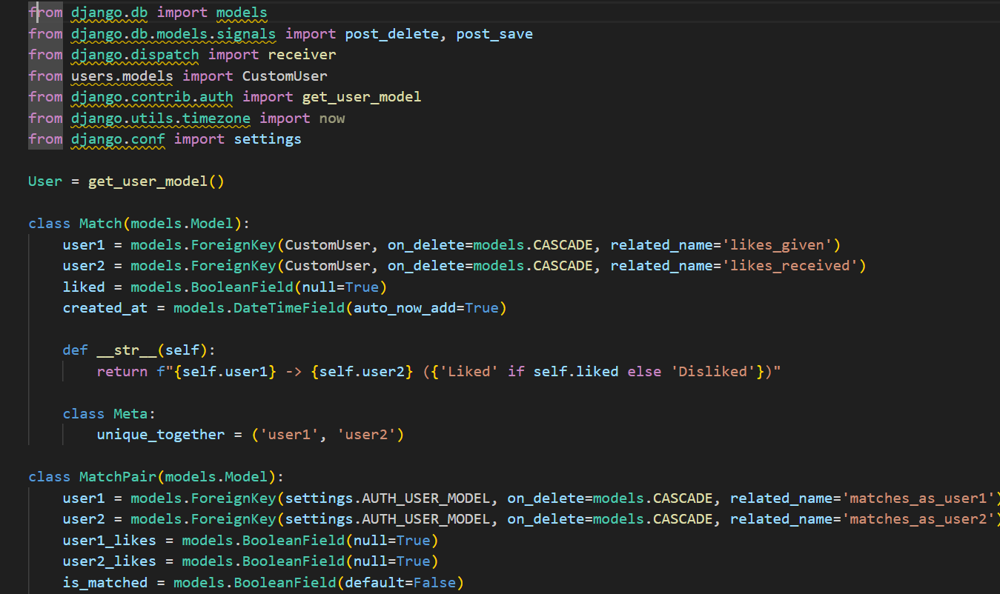 from django.db import models
from django.db.models.signals import post_delete, post_save
from django.dispatch import receiver
from users.models import CustomUser
from django.contrib.auth import get_user_model
from django.utils.timezone import now
from django.conf import settings
User = get_user_model()
class Match(models.Model):
    user1 = models.ForeignKey(CustomUser, on_delete=models.CASCADE, related_name='likes_given')
    user2 = models.ForeignKey(CustomUser, on_delete=models.CASCADE, related_name='likes_received')
    liked = models.BooleanField(null=True)
    created_at = models.DateTimeField(auto_now_add=True)
    def __str__(self):
        return f"{self.user1} -> {self.user2} ({'Liked' if self.liked else 'Disliked'})"
    class Meta:
        unique_together = ('user1', 'user2')
class MatchPair(models.Model):
    user1 = models.ForeignKey(settings.AUTH_USER_MODEL, on_delete=models.CASCADE, related_name='matches_as_user1')
    user2 = models.ForeignKey(settings.AUTH_USER_MODEL, on_delete=models.CASCADE, related_name='matches_as_user2')
    user1_likes = models.BooleanField(null=True)
    user2_likes = models.BooleanField(null=True)
    is_matched = models.BooleanField(default=False)